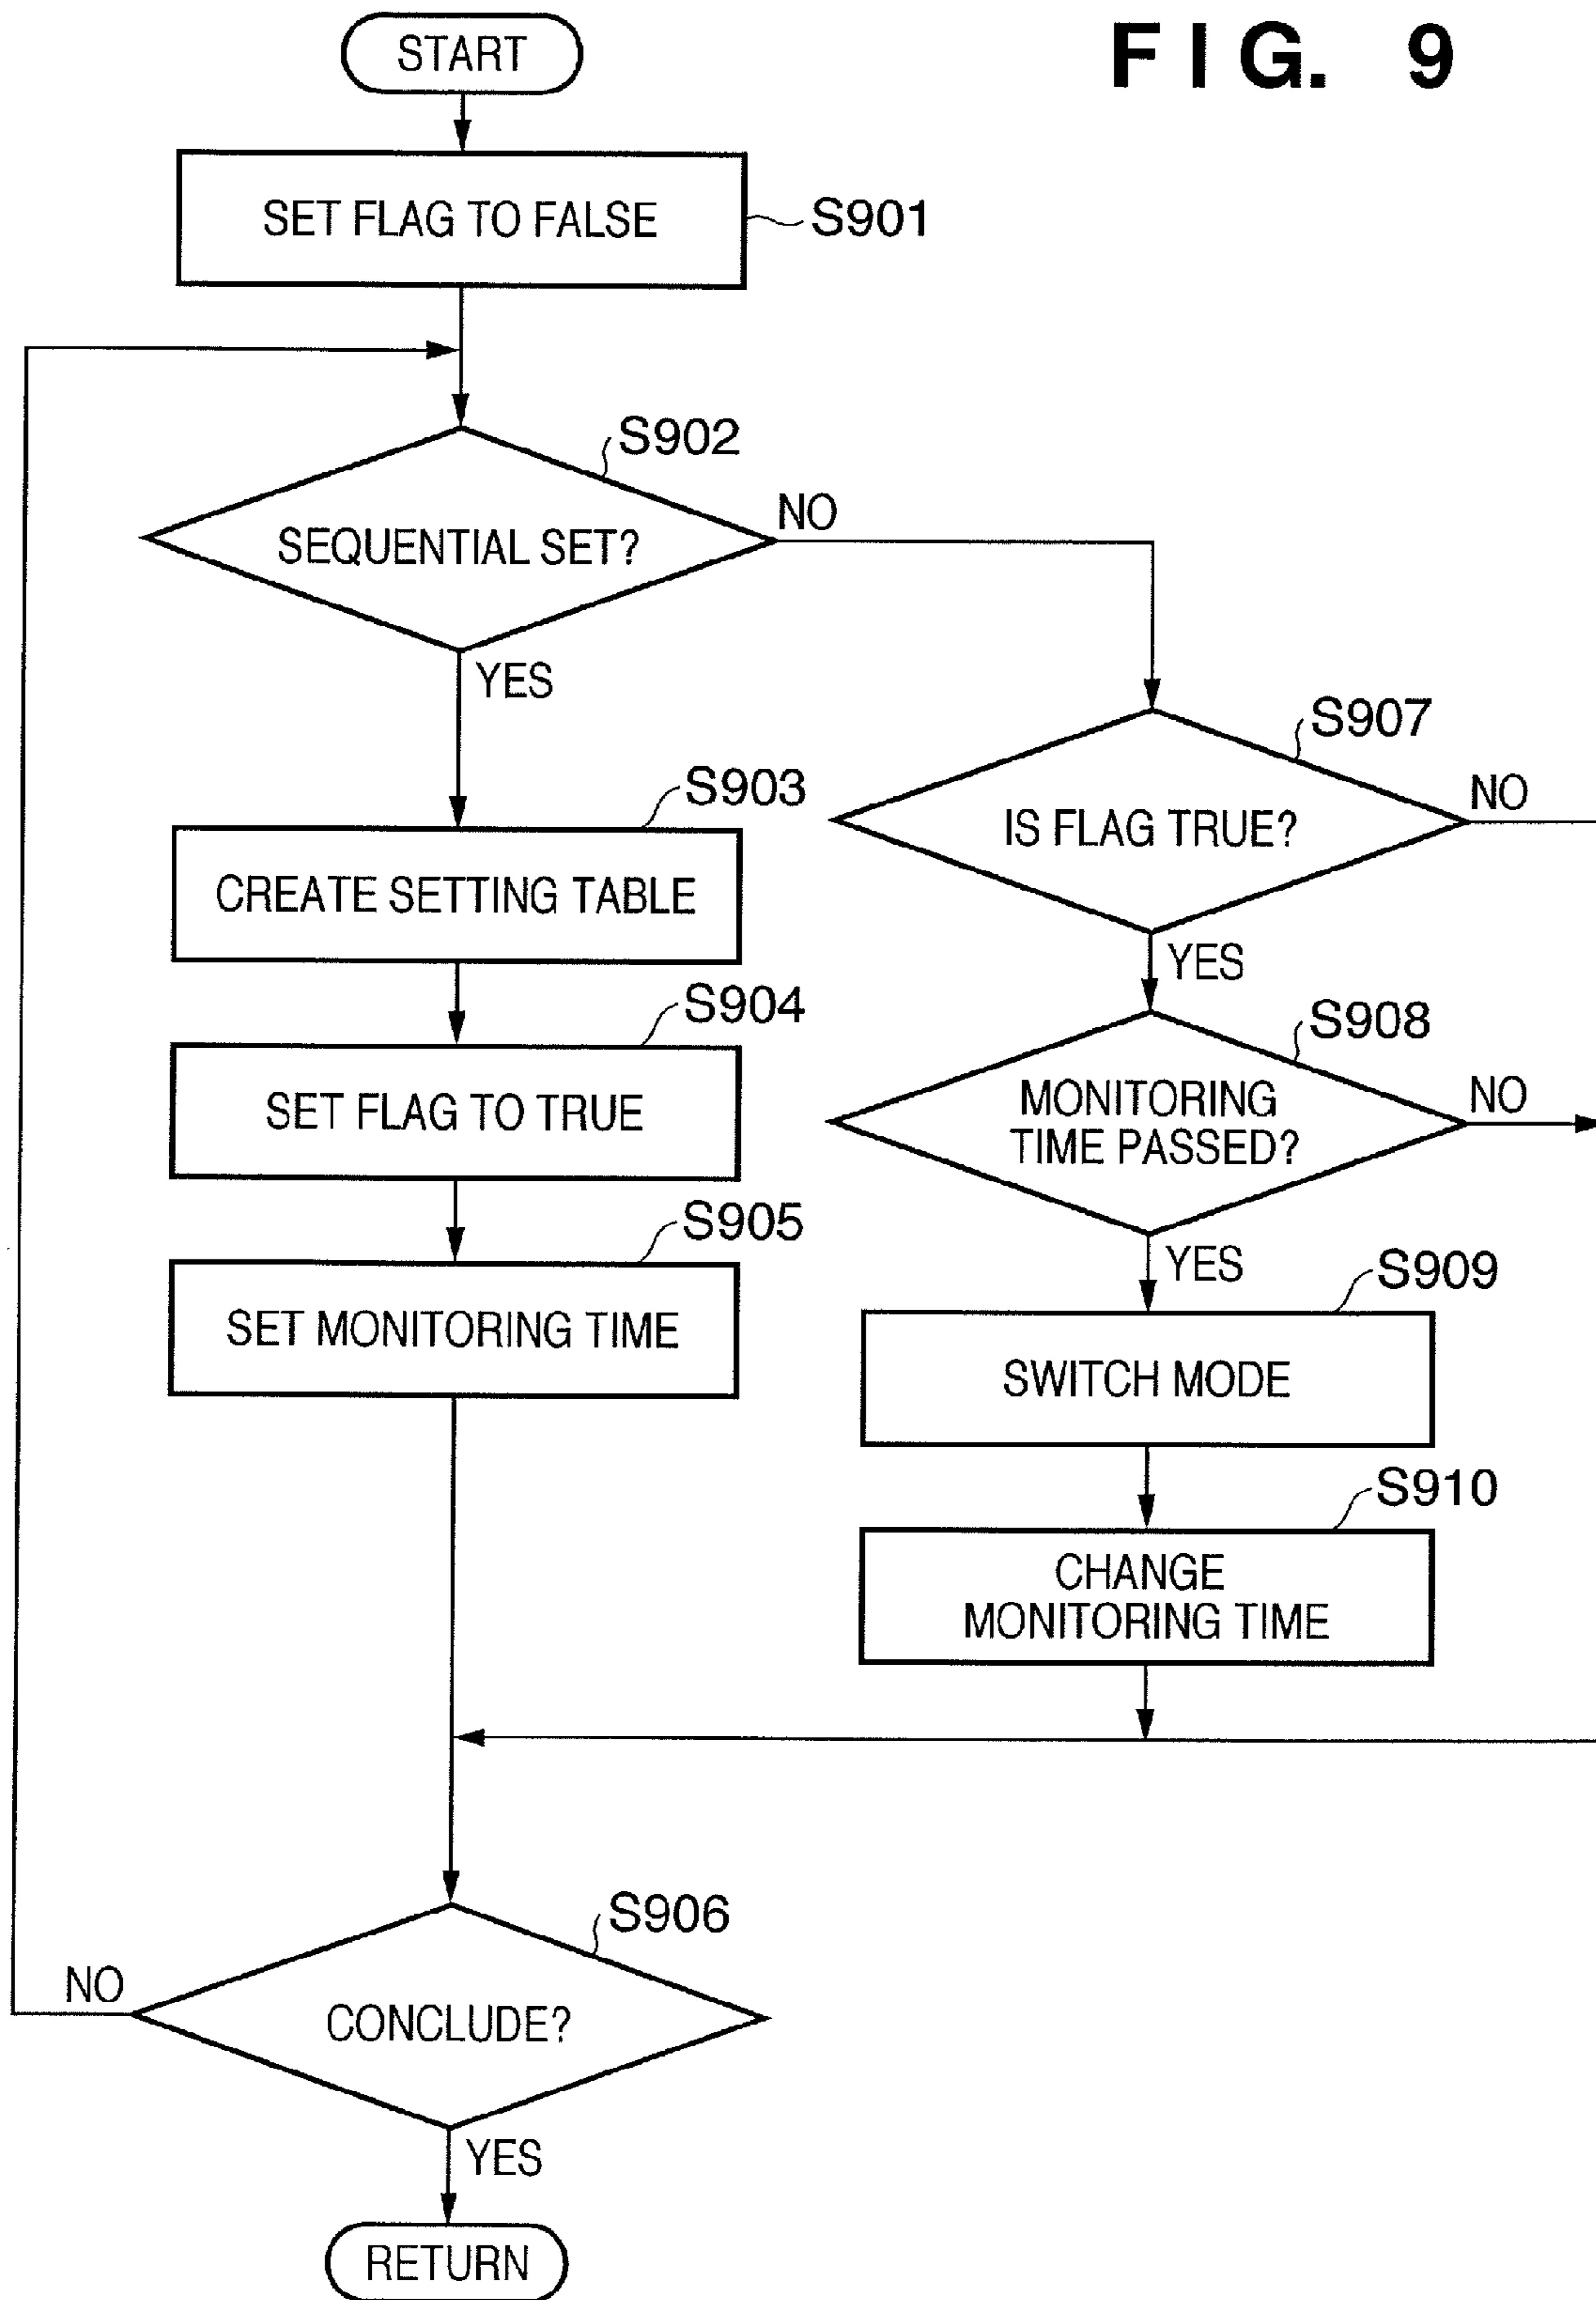 FIG. 9
START
SET FLAG TO FALSE
S901
S902
SEQUENTIAL SET?
NO
YES
S903
CREATE SETTING TABLE
S904
SET FLAG TO TRUE
S905
SET MONITORING TIME
S907
IS FLAG TRUE?
NO
YES
S908
MONITORING
TIME PASSED?
NO
YES
S909
SWITCH MODE
S910
CHANGE
MONITORING TIME
S906
CONCLUDE?
NO
YES
RETURN